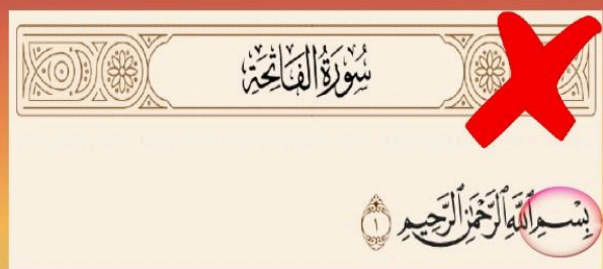 سُورَةُ الفَاتِحَةِ
بِسْمِ ٱللَّهِ ٱلرَّحْمَٰنِ ٱلرَّحِيمِ ١